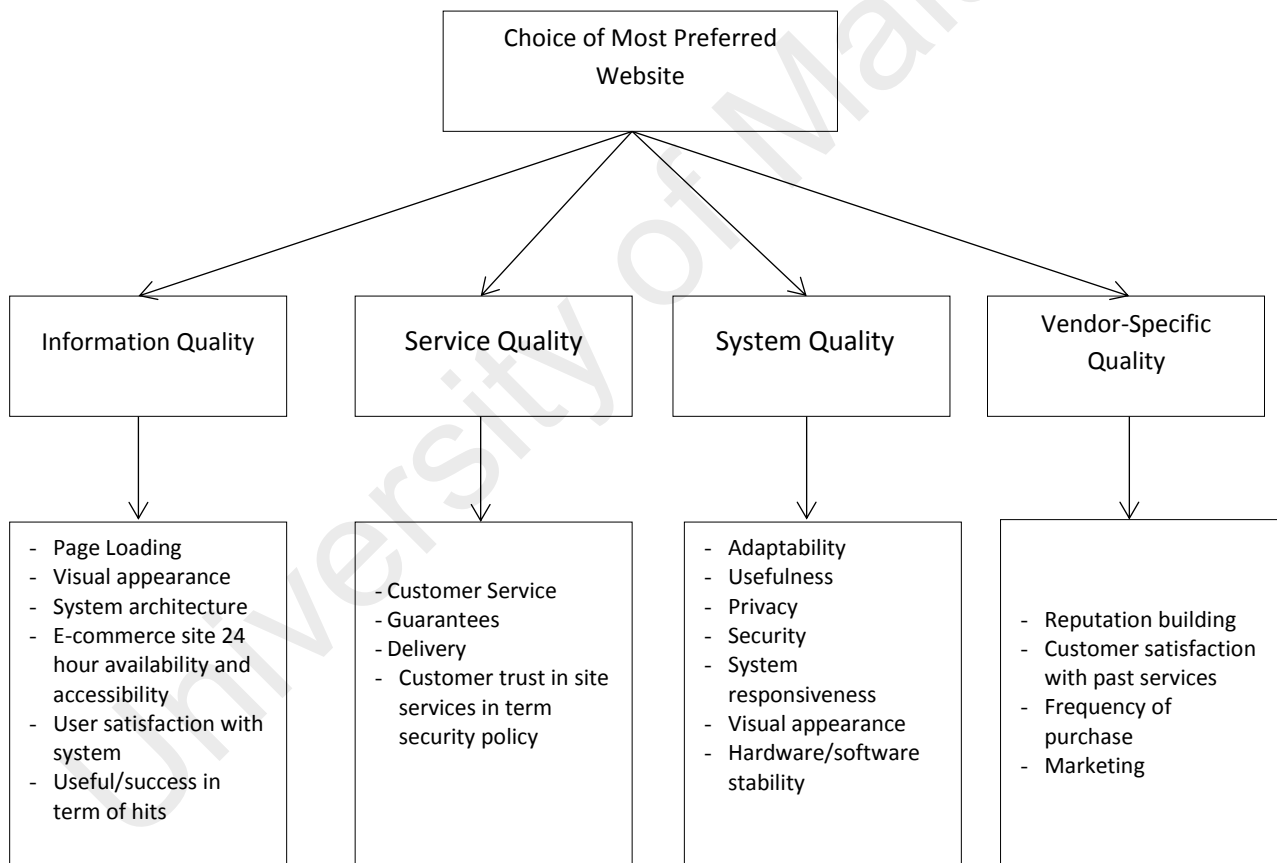 Choice of Most Preferred
Website
Information Quality
Service Quality
System Quality
Vendor-Specific
Quality
- Page Loading
- Visual appearance
- System architecture
- E-commerce site 24
hour availability and
accessibility
- User satisfaction with
system
- Useful/success in
term of hits
- Customer Service
- Guarantees
- Delivery
- Customer trust in site
services in term
security policy
- Adaptability
- Usefulness
- Privacy
- Security
- System
responsiveness
- Visual appearance
- Hardware/software
stability
- Reputation building
- Customer satisfaction
with past services
- Frequency of
purchase
- Marketing
University of